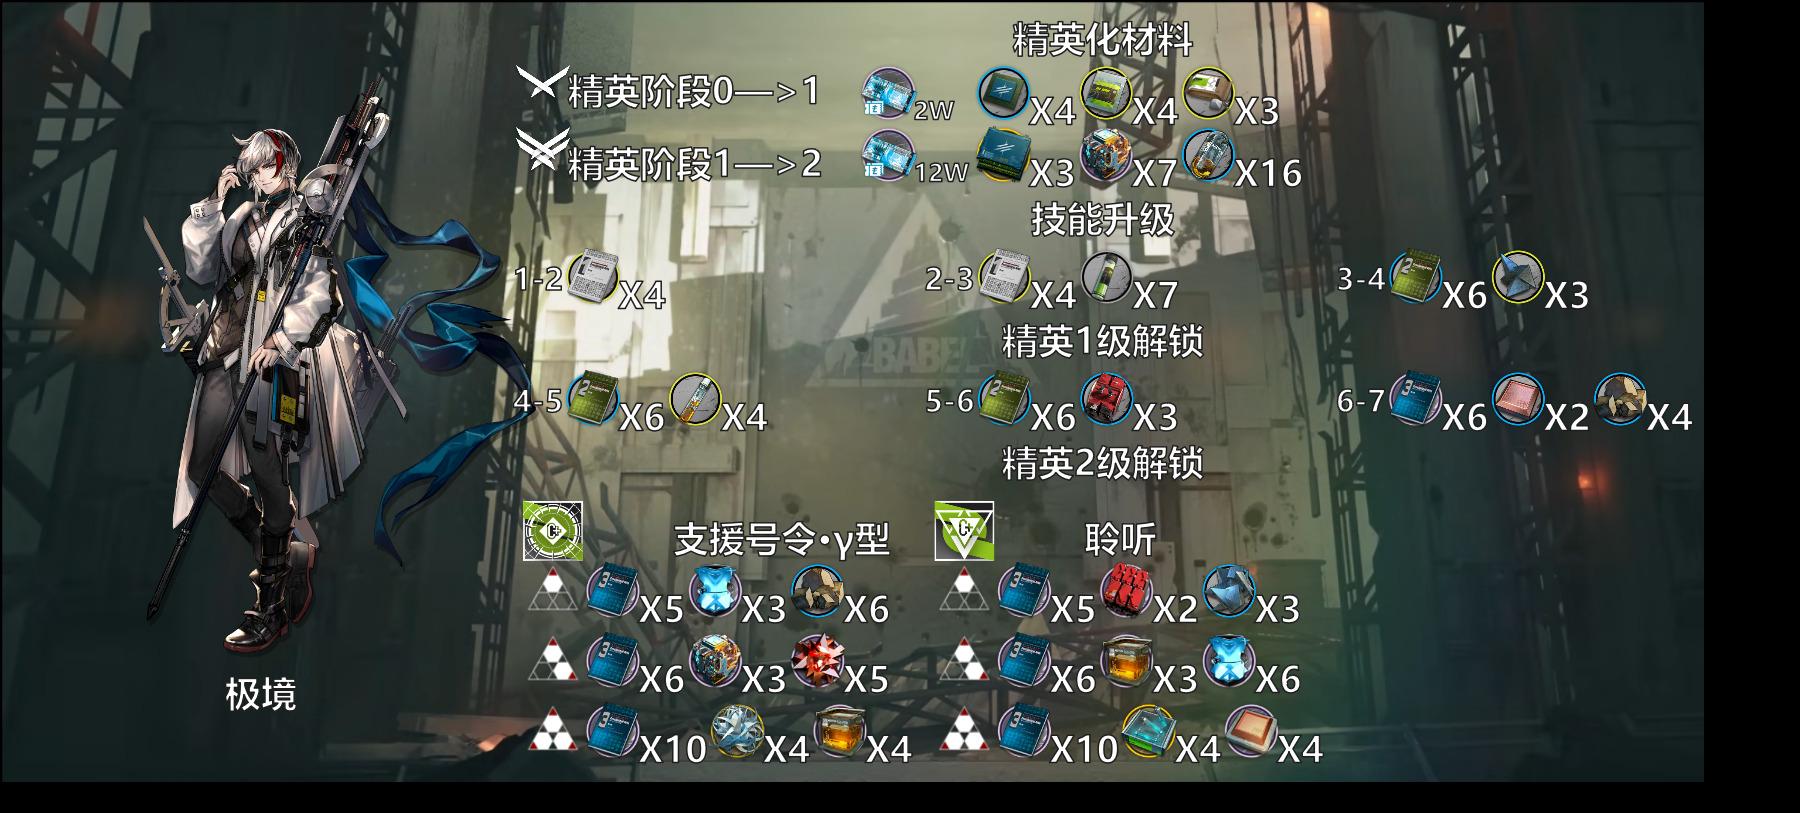 精英化材料
精英阶段0—>1 2W X4 X4 X3
精英阶段1—>2 12W X3 X7 X16
技能升级
1-2 X4 2-3 X4 X7 3-4 X6 X3
精英1级解锁
4-5 X6 X4 5-6 X6 X3 6-7 X6 X2 X4
精英2级解锁
支援号令·γ型 聆听
X5 X3 X6 X5 X2 X3
X6 X3 X5 X6 X3 X6
X10 X4 X4 X10 X4 X4
极境
BABEL